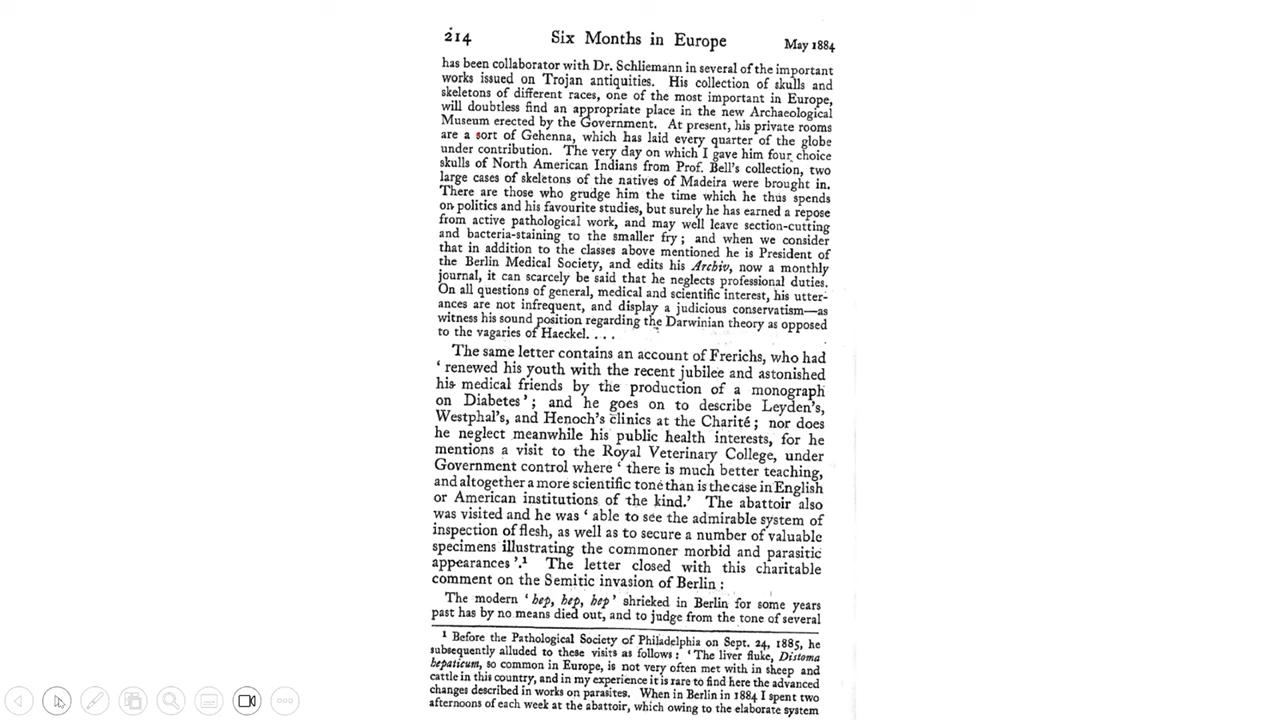 214 Six Months in Europe May 1884
has been collaborator with Dr. Schliemann in several of the important
works issued on Trojan antiquities. His collection of skulls and
skeletons of different races, one of the most important in Europe,
will doubtless find an appropriate place in the new Archaeological
Museum erected by the Government. At present, his private rooms
are a sort of Gehenna, which has laid every quarter of the globe
under contribution. The very day on which I gave him four choice
skulls of North American Indians from Prof. Bell's collection, two
large cases of skeletons of the natives of Madeira were brought in.
There are those who grudge him the time which he thus spends
on politics and his favourite studies, but surely he has earned a repose
from active pathological work, and may well leave section-cutting
and bacteria-staining to the smaller fry; and when we consider
that in addition to the classes above mentioned he is President of
the Berlin Medical Society, and edits his Archiv, now a monthly
journal, it can scarcely be said that he neglects professional duties.
On all questions of general, medical and scientific interest, his utter-
ances are not infrequent, and display a judicious conservatism—as
witness his sound position regarding the Darwinian theory as opposed
to the vagaries of Haeckel. . . .
The same letter contains an account of Frerichs, who had
‘ renewed his youth with the recent jubilee and astonished
his medical friends by the production of a monograph
on Diabetes ’; and he goes on to describe Leyden's,
Westphal's, and Henoch's clinics at the Charité; nor does
he neglect meanwhile his public health interests, for he
mentions a visit to the Royal Veterinary College, under
Government control where ‘ there is much better teaching,
and altogether a more scientific tone than is the case in English
or American institutions of the kind.’ The abattoir also
was visited and he was ‘ able to see the admirable system of
inspection of flesh, as well as to secure a number of valuable
specimens illustrating the commoner morbid and parasitic
appearances ’.¹ The letter closed with this charitable
comment on the Semitic invasion of Berlin :
The modern ‘ hep, hep, hep ’ shrieked in Berlin for some years
past has by no means died out, and to judge from the tone of several
¹ Before the Pathological Society of Philadelphia on Sept. 24, 1885, he
subsequently alluded to these visits as follows : ‘ The liver fluke, Distoma
hepaticum, so common in Europe, is not very often met with in sheep and
cattle in this country, and in my experience it is rare to find here the advanced
changes described in works on parasites. When in Berlin in 1884 I spent two
afternoons of each week at the abattoir, which owing to the elaborate system